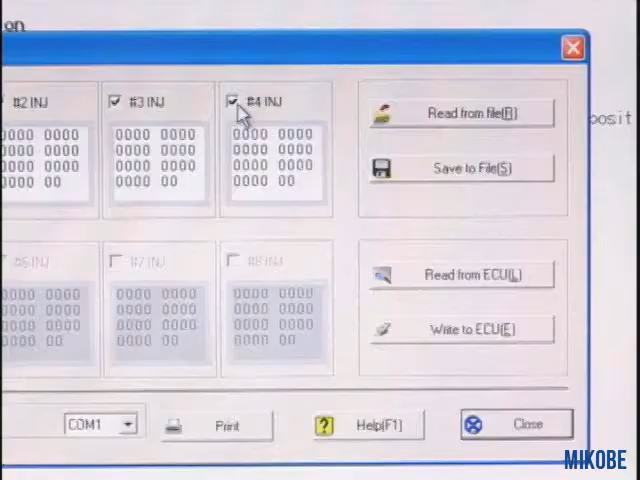 on
#2 INJ
#3 INJ
#4 INJ
0000 0000
0000 0000
0000 0000
0000 00
0000 0000
0000 0000
0000 0000
0000 00
0000 0000
0000 0000
0000 0000
0000 00
Read from file(R)
Save to File(S)
posit
#6 INJ
#7 INJ
#8 INJ
0000 0000
0000 0000
0000 0000
0000 00
0000 0000
0000 0000
0000 0000
0000 00
0000 0000
0000 0000
0000 0000
0000 00
Read from ECU(L)
Write to ECU(E)
COM1
Print
Help(F1)
Close
MIKOBE